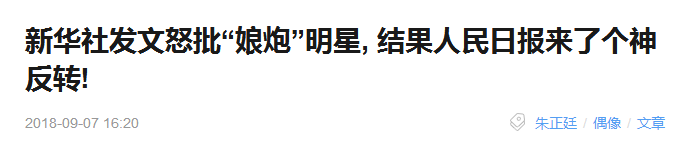 新华社发文怒批“娘炮”明星, 结果人民日报来了个神
反转!
2018-09-07 16:20 朱正廷 / 偶像 / 文章